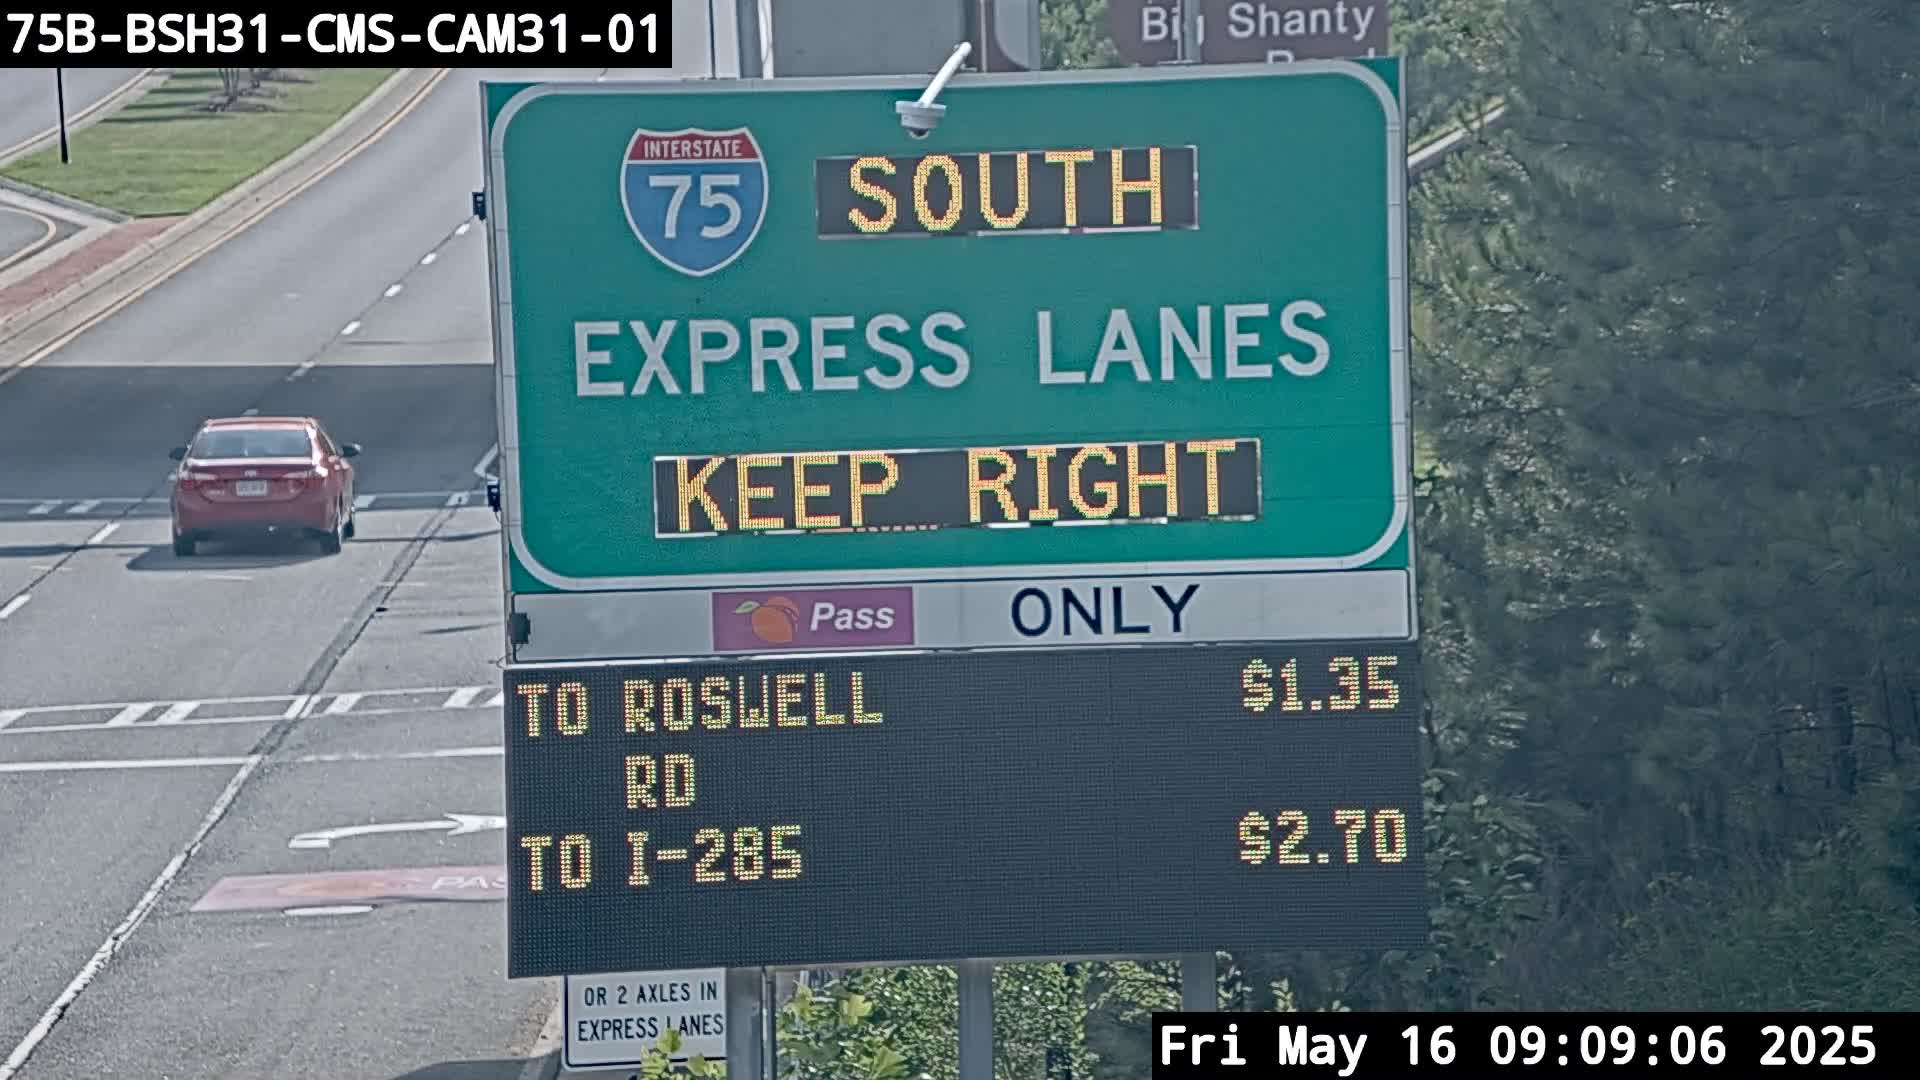 75B-BSH31-CMS-CAM31-01
Big Shanty
INTERSTATE
75
SOUTH
EXPRESS LANES
KEEP RIGHT
Pass ONLY
TO ROSWELL $1.35
RD
TO I-285 $2.70
OR 2 AXLES IN
EXPRESS LANES
Fri May 16 09:09:06 2025